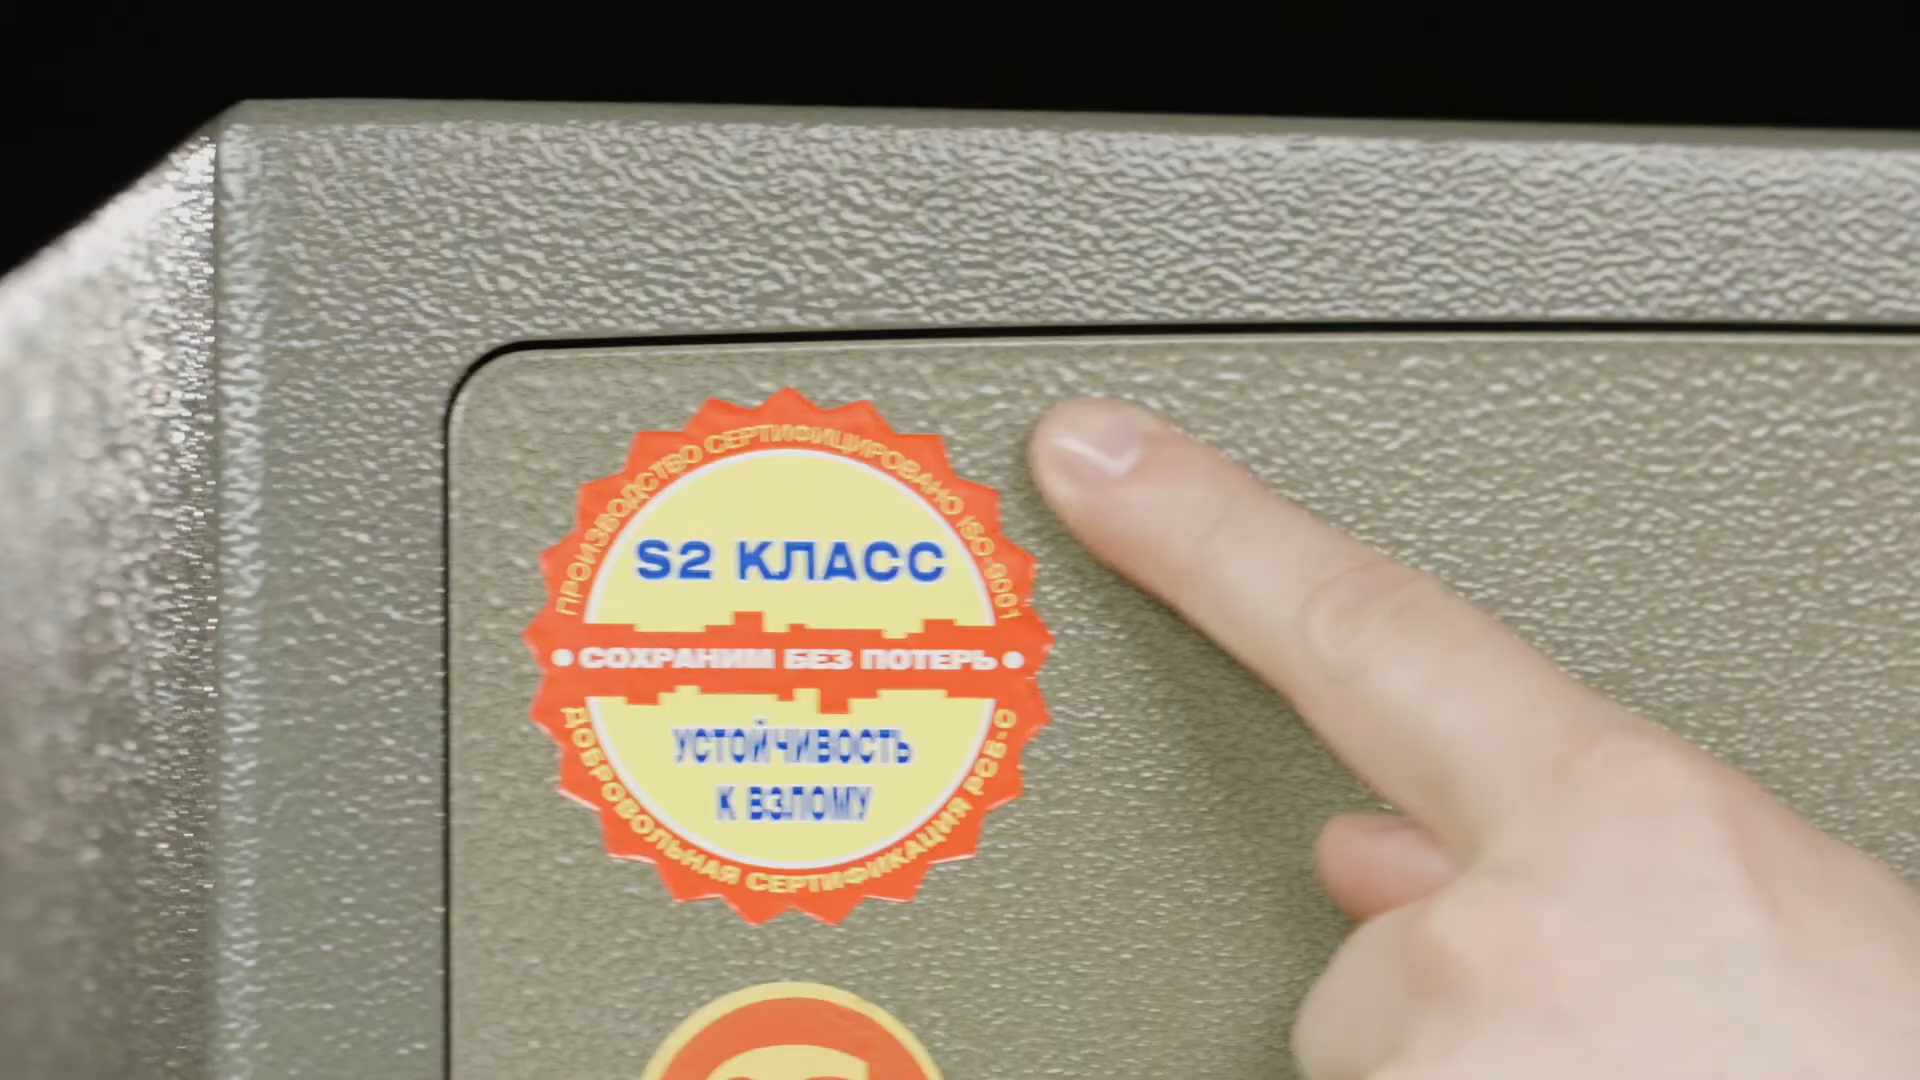 ПРОИЗВОДСТВО СЕРТИФИЦИРОВАНО ISO-9001
S2 КЛАСС
• СОХРАНИМ БЕЗ ПОТЕРЬ •
УСТОЙЧИВОСТЬ
К ВЗЛОМУ
ДОБРОВОЛЬНАЯ СЕРТИФИКАЦИЯ РСБ-О